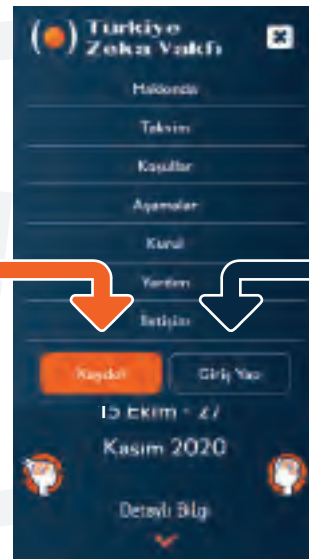 Türkiye
Zeka Vakfı
Hakkında
Takvim
Koşullar
Aşamalar
Kurul
Yardım
İletişim
Kaydol
Giriş Yap
15 Ekim - 27
Kasım 2020
Detaylı Bilgi